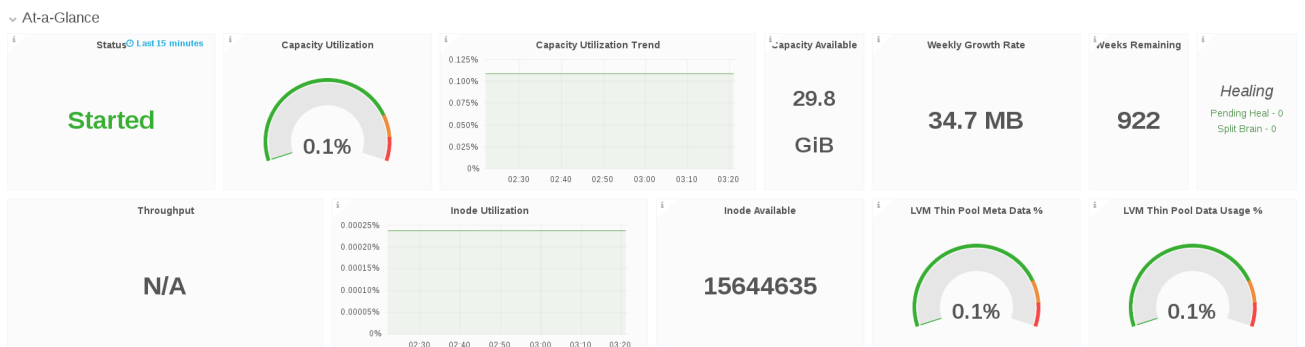 At-a-Glance
Status Last 15 minutes
Started
Capacity Utilization
0.1%
Capacity Utilization Trend
0.125%
0.100%
0.075%
0.050%
0.025%
0%
02:30 02:40 02:50 03:00 03:10 03:20
Capacity Available
29.8
GiB
Weekly Growth Rate
34.7 MB
Weeks Remaining
922
Healing
Pending Heal - 0
Split Brain - 0
Throughput
N/A
Inode Utilization
0.00025%
0.00020%
0.00015%
0.00010%
0.00005%
0%
02:30 02:40 02:50 03:00 03:10 03:20
Inode Available
15644635
LVM Thin Pool Meta Data %
0.1%
LVM Thin Pool Data Usage %
0.1%